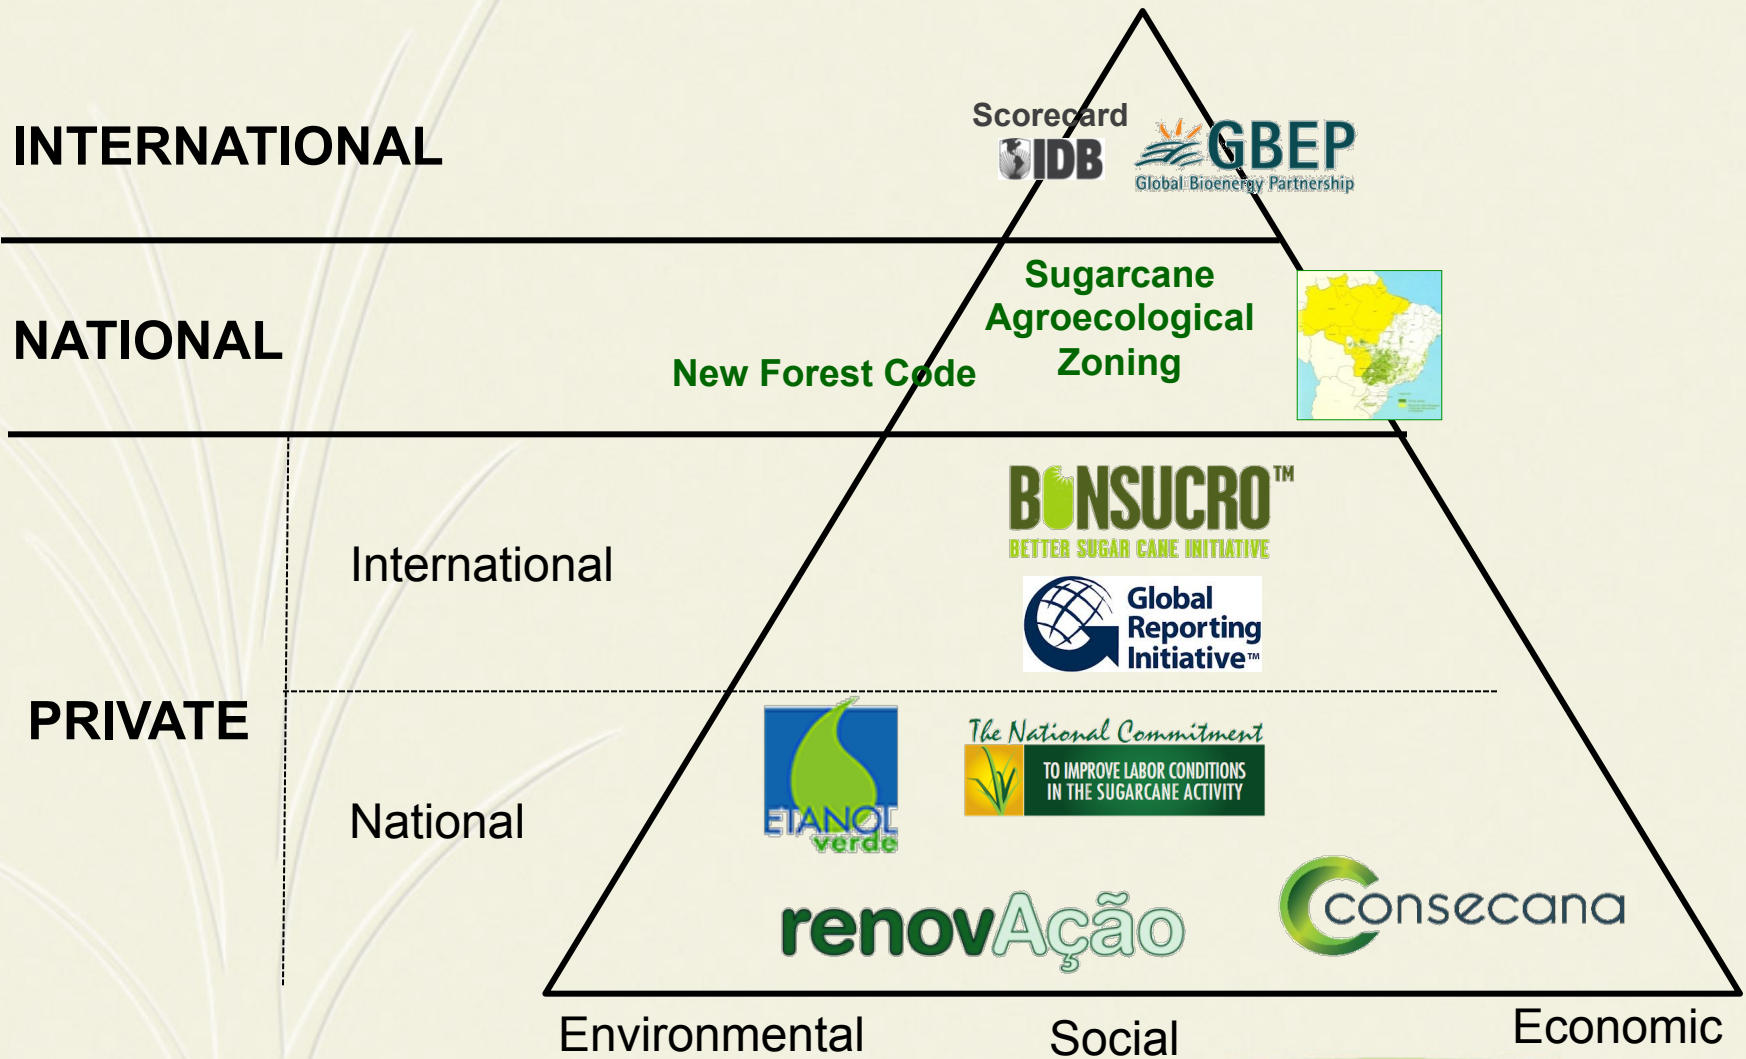 INTERNATIONAL
Scorecard
IDB
GBEP
Global Bioenergy Partnership
NATIONAL
New Forest Code
Sugarcane
Agroecological
Zoning
PRIVATE
International
BONSUCRO™
BETTER SUGAR CANE INITIATIVE
Global
Reporting
Initiative™
National
ETANOL
verde
The National Commitment
TO IMPROVE LABOR CONDITIONS
IN THE SUGARCANE ACTIVITY
renovAção
consecana
Environmental
Social
Economic